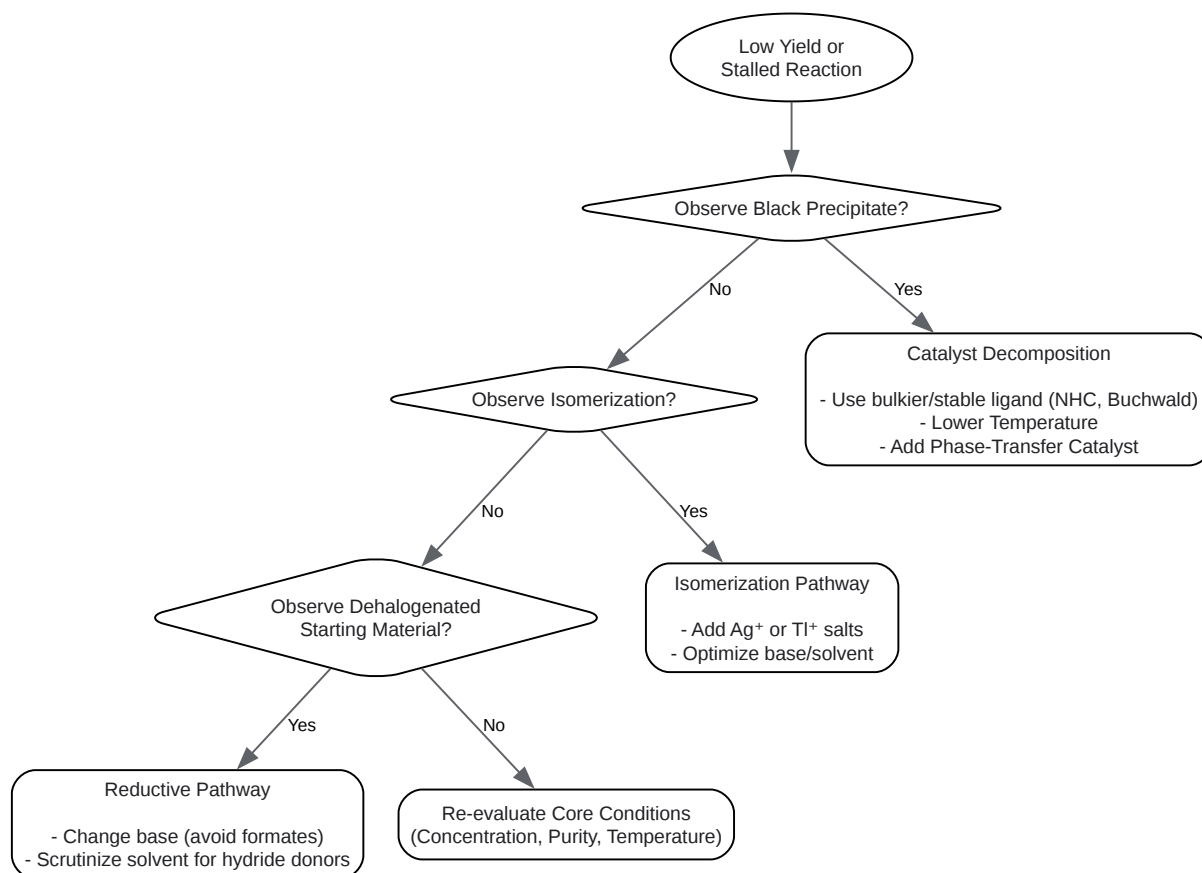 Low Yield or
Stalled Reaction
Observe Black Precipitate?
No
Yes
Catalyst Decomposition
- Use bulkier/stable ligand (NHC, Buchwald)
- Lower Temperature
- Add Phase-Transfer Catalyst
Observe Isomerization?
No
Yes
Isomerization Pathway
- Add Ag⁺ or Tl⁺ salts
- Optimize base/solvent
Observe Dehalogenated
Starting Material?
Yes
No
Reductive Pathway
- Change base (avoid formates)
- Scrutinize solvent for hydride donors
Re-evaluate Core Conditions
(Concentration, Purity, Temperature)